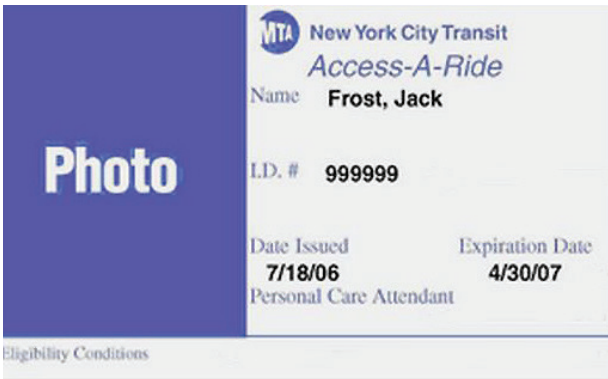 MTA New York City Transit
Access-A-Ride
Name Frost, Jack
Photo
I.D. # 999999
Date Issued Expiration Date
7/18/06 4/30/07
Personal Care Attendant
Eligibility Conditions